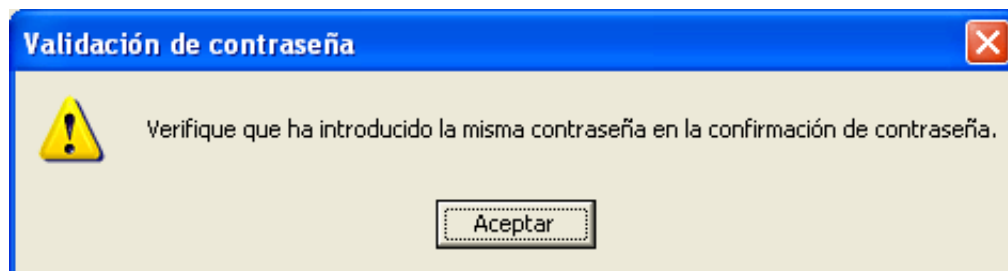 Validación de contraseña
Verifique que ha introducido la misma contraseña en la confirmación de contraseña.
Aceptar